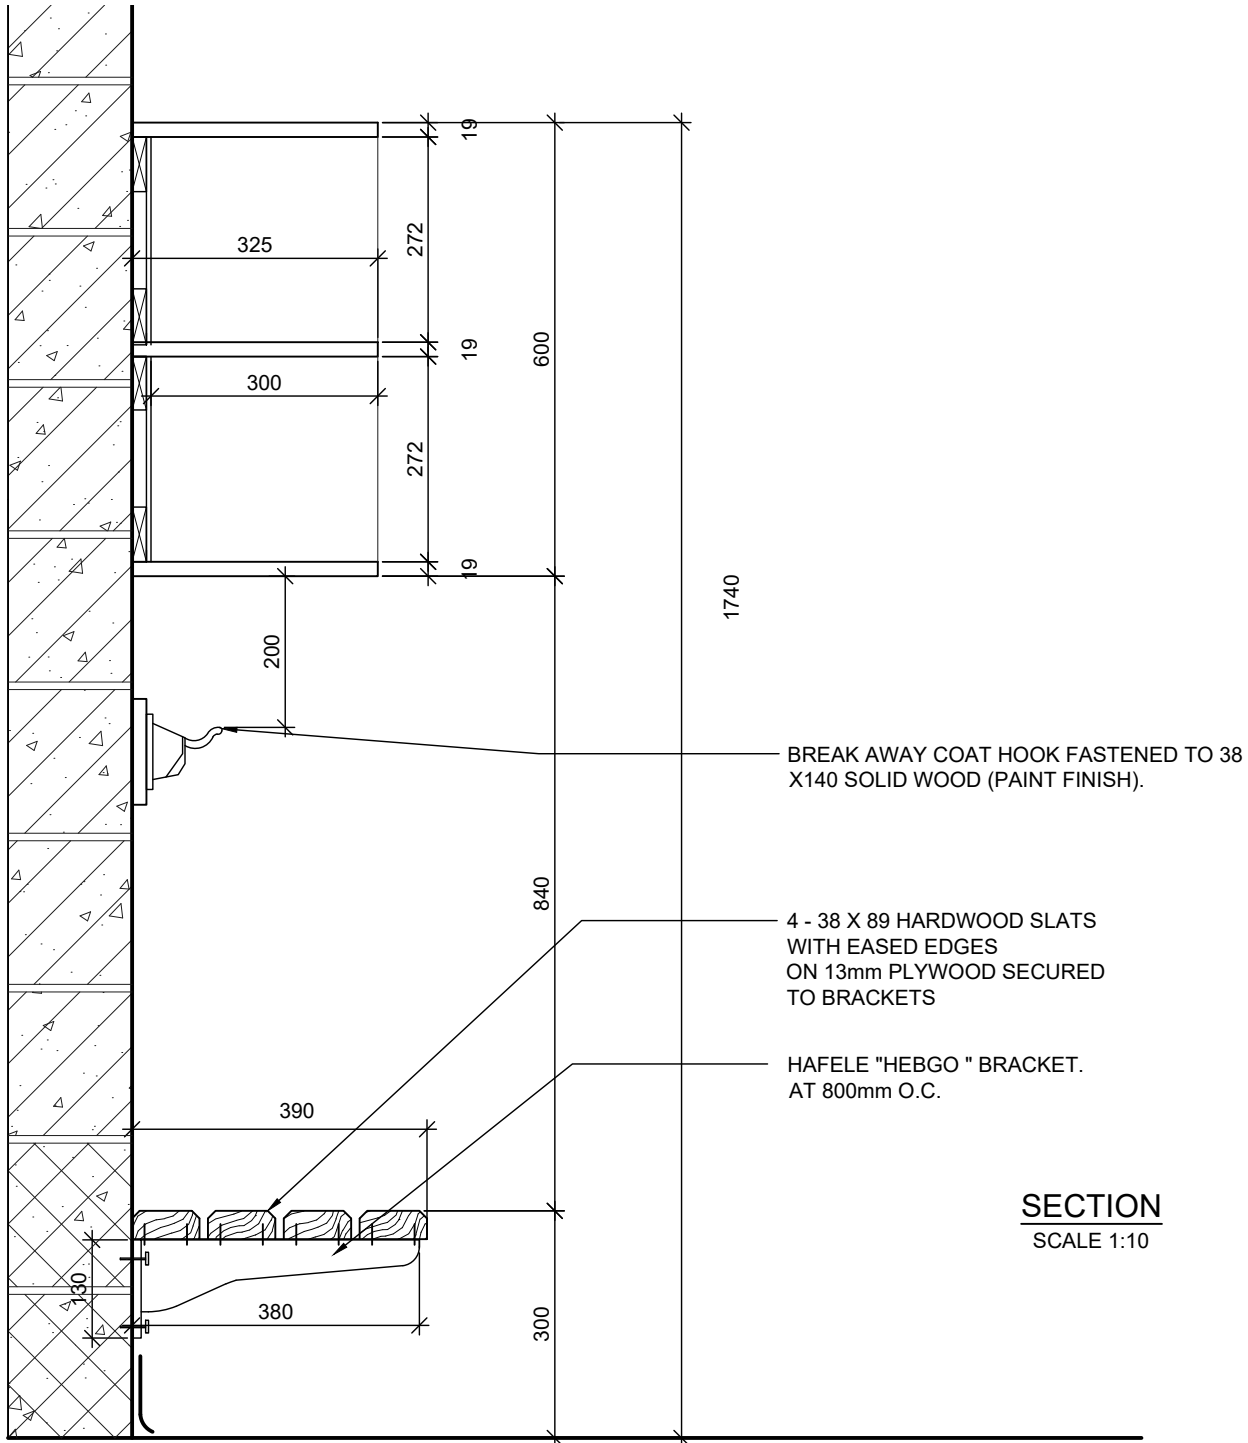 19
272
325
19
600
300
272
19
1740
200
BREAK AWAY COAT HOOK FASTENED TO 38
X140 SOLID WOOD (PAINT FINISH).
840
4 - 38 X 89 HARDWOOD SLATS
WITH EASED EDGES
ON 13mm PLYWOOD SECURED
TO BRACKETS
HAFELE "HEBGO " BRACKET.
AT 800mm O.C.
390
SECTION
SCALE 1:10
130
380
300